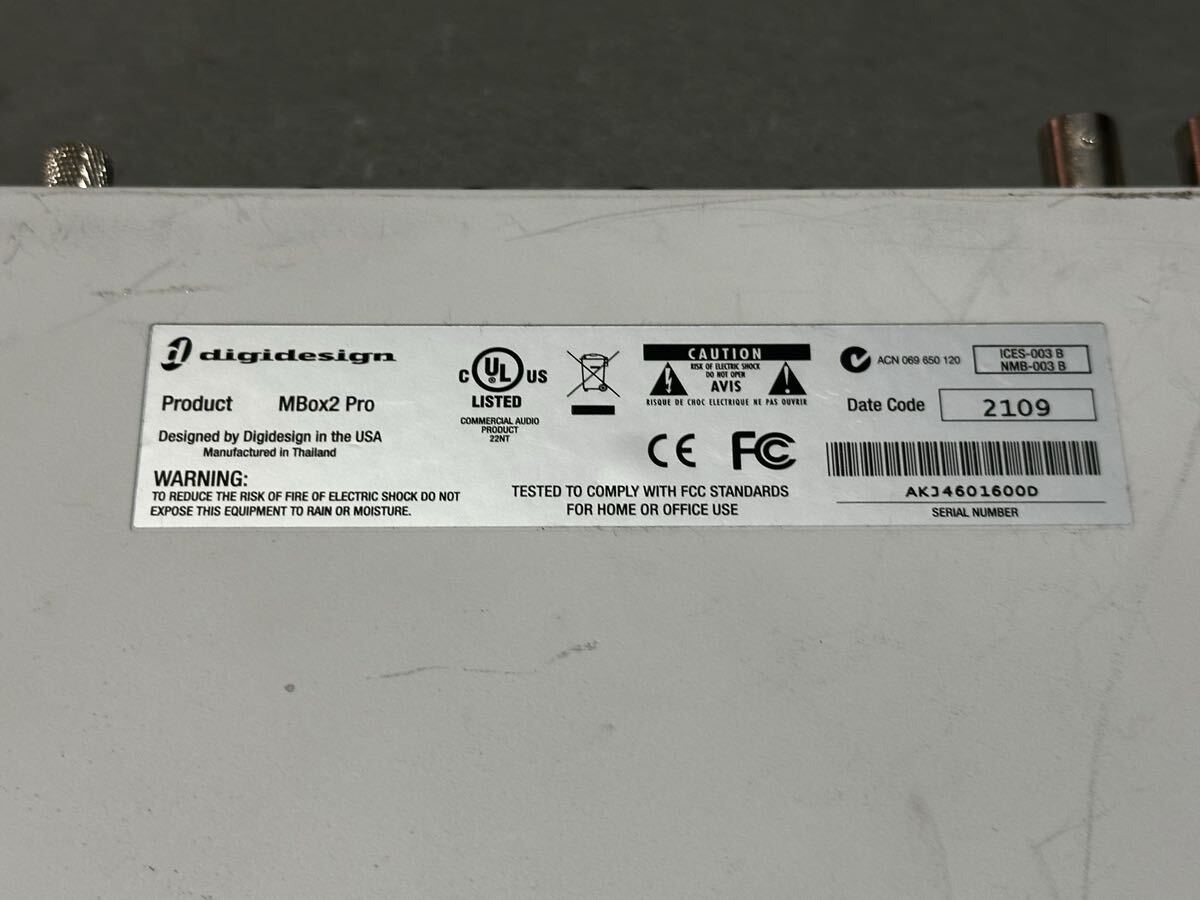 digidesign
Product MBox2 Pro
Designed by Digidesign in the USA
Manufactured in Thailand
WARNING:
TO REDUCE THE RISK OF FIRE OF ELECTRIC SHOCK DO NOT
EXPOSE THIS EQUIPMENT TO RAIN OR MOISTURE.
C UL US
LISTED
COMMERCIAL AUDIO
PRODUCT
22NT
CAUTION
RISK OF ELECTRIC SHOCK
DO NOT OPEN
AVIS
RISQUE DE CHOC ELECTRIQUE NE PAS OUVRIR
CE FC
TESTED TO COMPLY WITH FCC STANDARDS
FOR HOME OR OFFICE USE
ACN 069 650 120
ICES-003 B
NMB-003 B
Date Code 2109
AKJ4601600D
SERIAL NUMBER